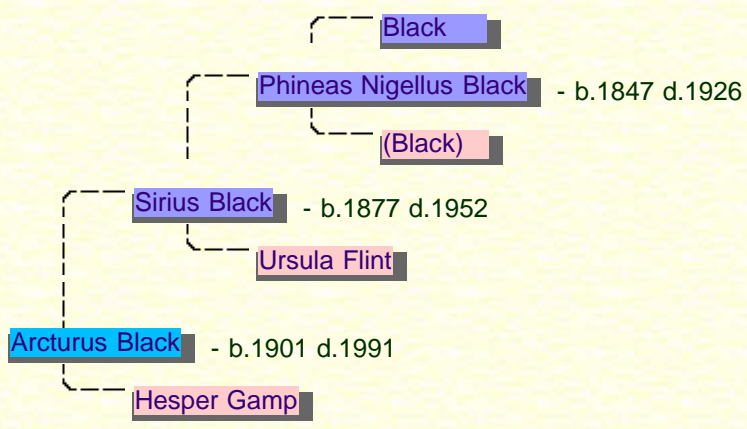 Black
Phineas Nigellus Black - b.1847 d.1926
(Black)
Sirius Black - b.1877 d.1952
Ursula Flint
Arcturus Black - b.1901 d.1991
Hesper Gamp